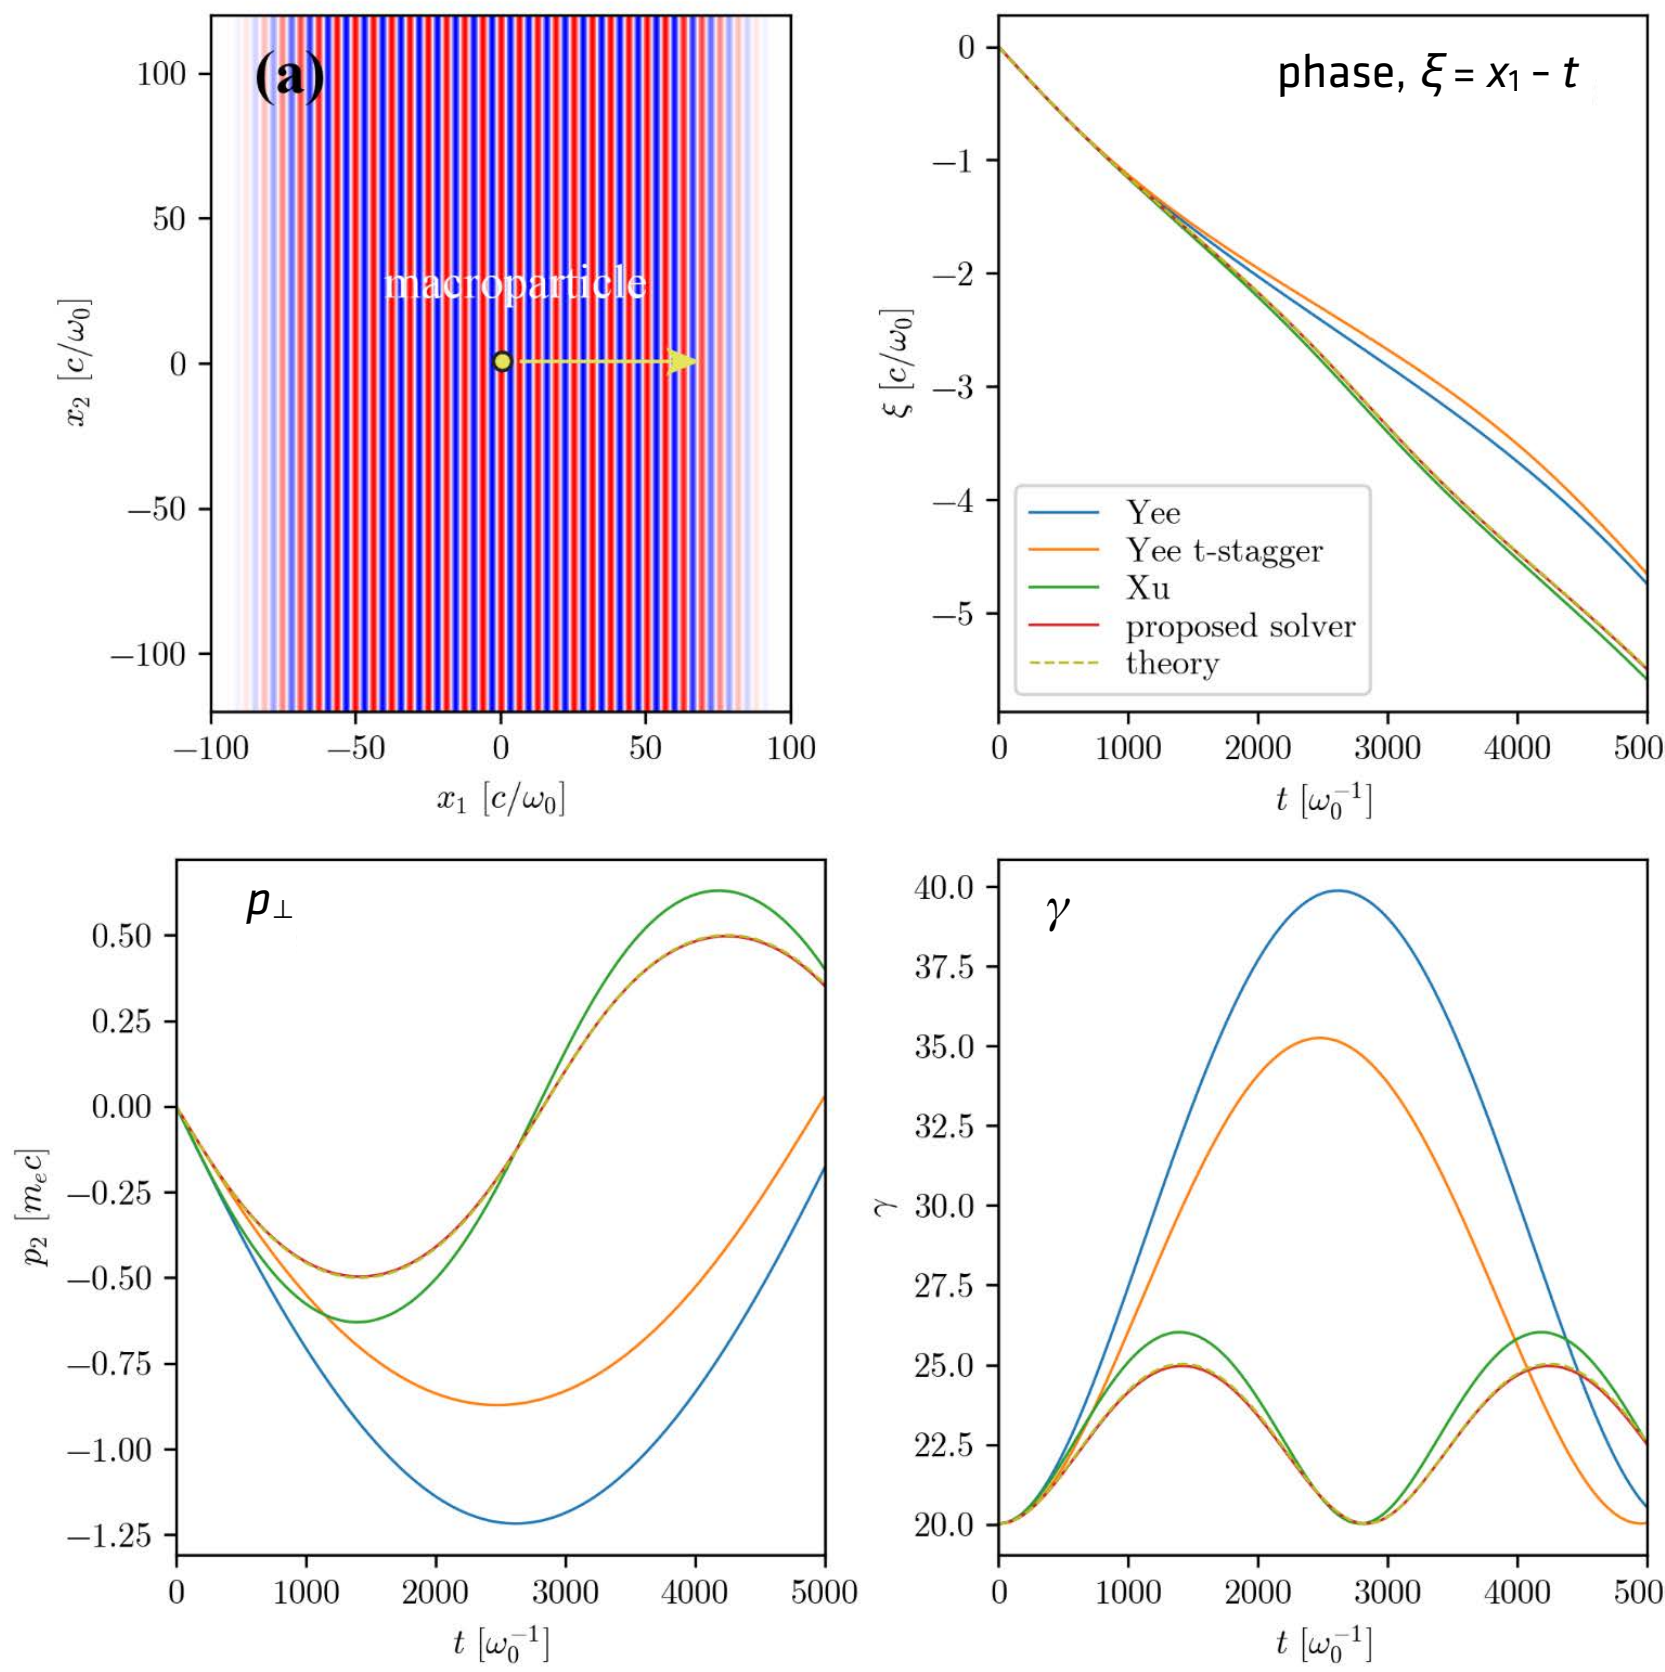 (a)
macroparticle
100
50
0
−50
−100
x₂ [c/ω₀]
−100
−50
0
50
100
x₁ [c/ω₀]
phase, ξ = x₁ − t
0
−1
−2
−3
−4
−5
ξ [c/ω₀]
Yee
Yee t-stagger
Xu
proposed solver
theory
0
1000
2000
3000
4000
500
t [ω₀⁻¹]
p⊥
0.50
0.25
0.00
−0.25
−0.50
−0.75
−1.00
−1.25
p₂ [mₑc]
0
1000
2000
3000
4000
5000
t [ω₀⁻¹]
γ
40.0
37.5
35.0
32.5
30.0
27.5
25.0
22.5
20.0
γ
0
1000
2000
3000
4000
500
t [ω₀⁻¹]